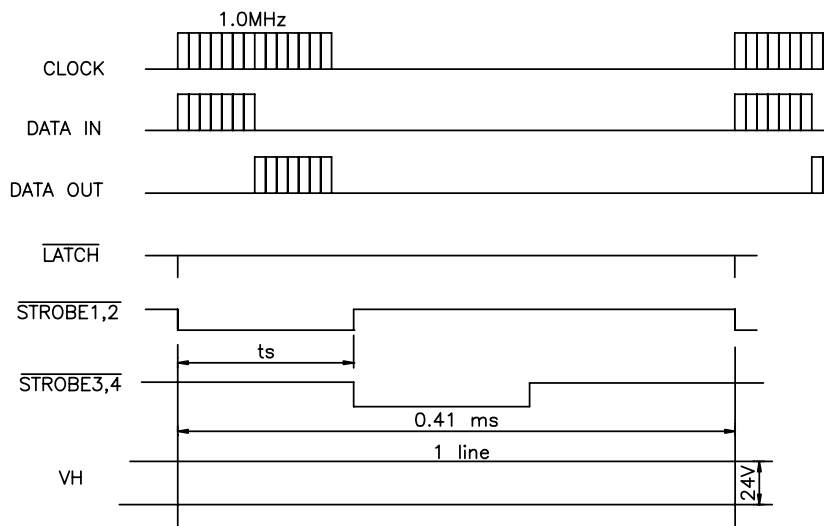 1.0MHz
CLOCK
DATA IN
DATA OUT
LATCH
STROBE1,2
ts
STROBE3,4
0.41 ms
1 line
VH
24V